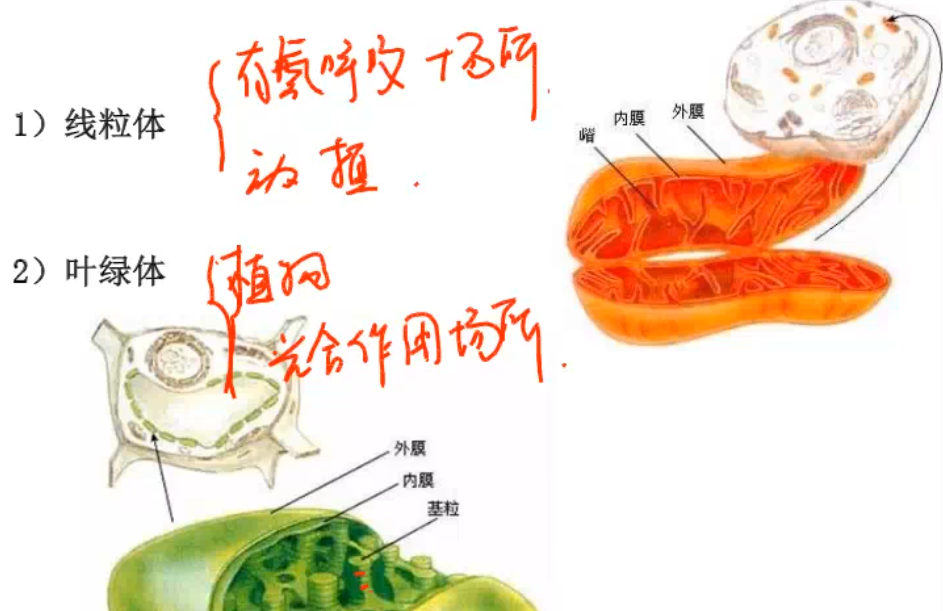 1) 线粒体
有氧呼吸场所.
动 植.
嵴
内膜
外膜
2) 叶绿体
植物
光合作用场所.
外膜
内膜
基粒